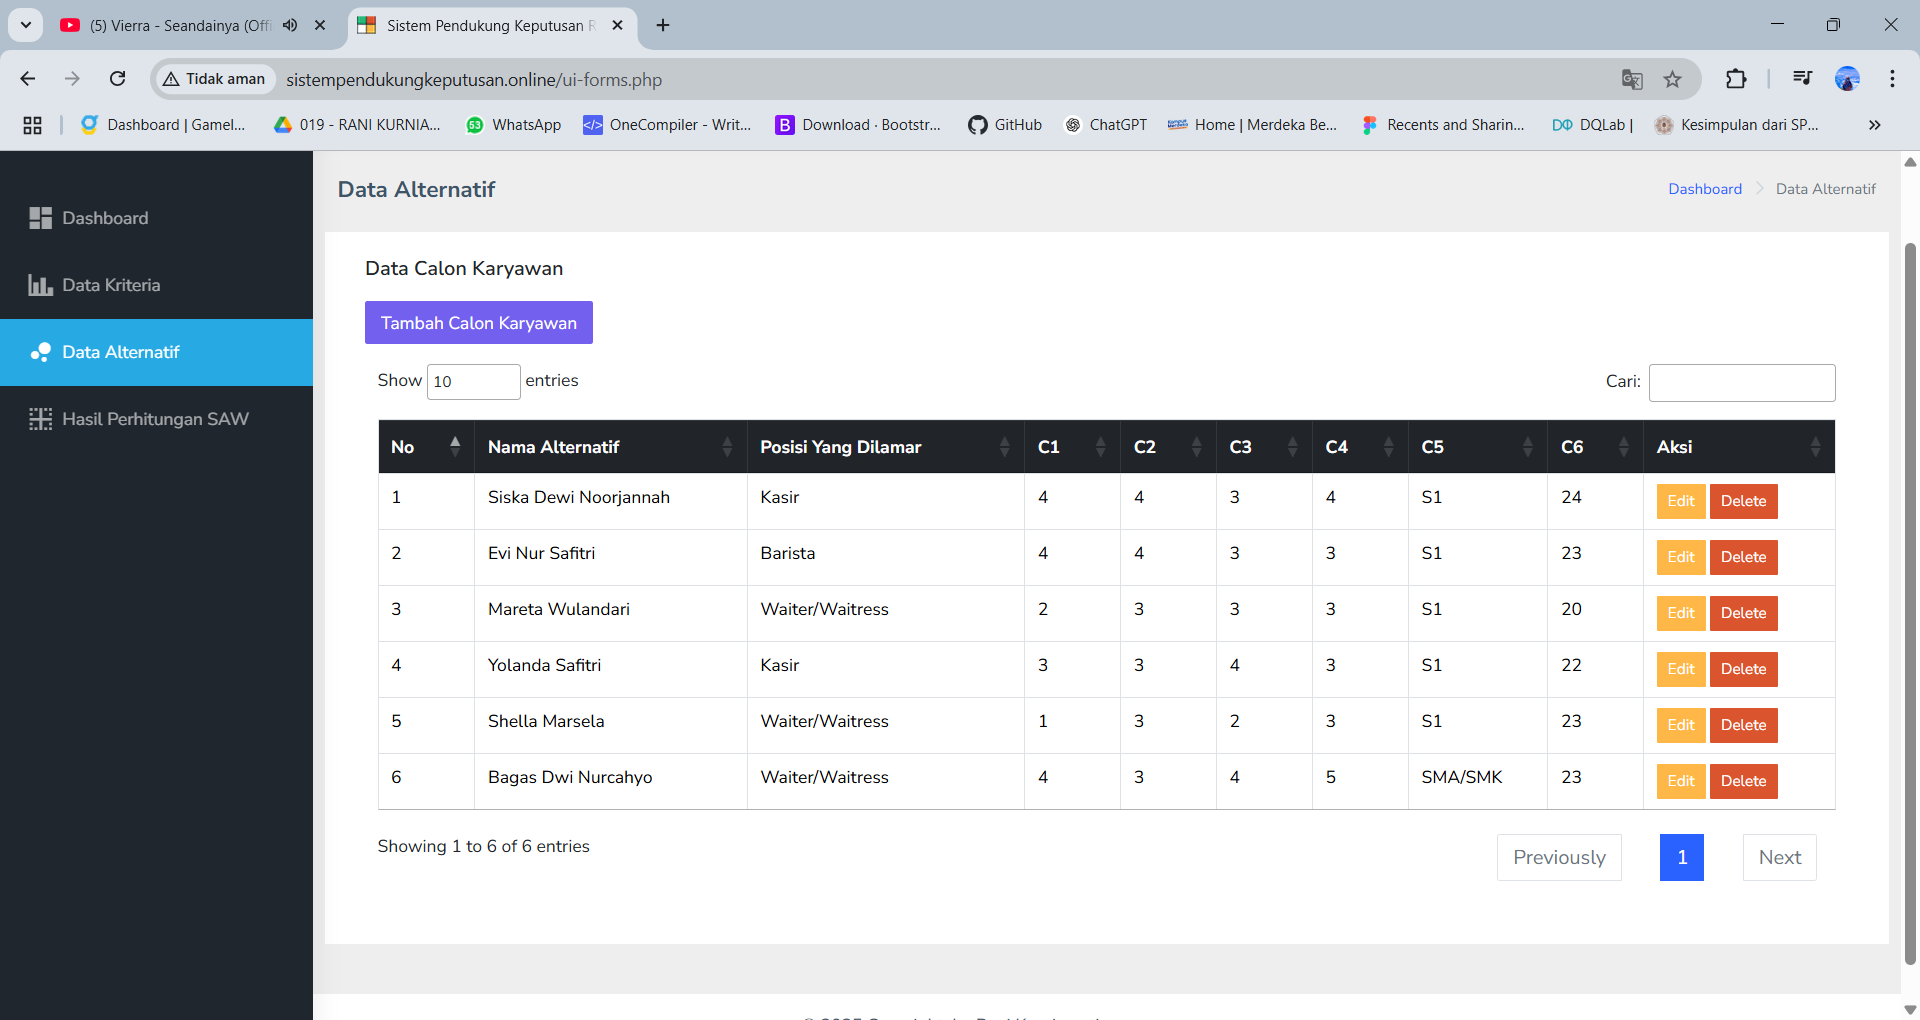 (5) Vierra - Seandainya (Offi
Sistem Pendukung Keputusan R
Tidak aman
sistempendukungkeputusan.online/ui-forms.php
Dashboard | Gamel...
019 - RANI KURNIA...
53
WhatsApp
OneCompiler - Writ...
Download · Bootstr...
GitHub
ChatGPT
Home | Merdeka Be...
Recents and Sharin...
DQLab |
Kesimpulan dari SP...
Dashboard
Data Kriteria
Data Alternatif
Hasil Perhitungan SAW
Data Alternatif
Dashboard > Data Alternatif
Data Calon Karyawan
Tambah Calon Karyawan
Show 10 entries
Cari:
No Nama Alternatif Posisi Yang Dilamar C1 C2 C3 C4 C5 C6 Aksi
1 Siska Dewi Noorjannah Kasir 4 4 3 4 S1 24 Edit Delete
2 Evi Nur Safitri Barista 4 4 3 3 S1 23 Edit Delete
3 Mareta Wulandari Waiter/Waitress 2 3 3 3 S1 20 Edit Delete
4 Yolanda Safitri Kasir 3 3 4 3 S1 22 Edit Delete
5 Shella Marsela Waiter/Waitress 1 3 2 3 S1 23 Edit Delete
6 Bagas Dwi Nurcahyo Waiter/Waitress 4 3 4 5 SMA/SMK 23 Edit Delete
Showing 1 to 6 of 6 entries
Previously 1 Next